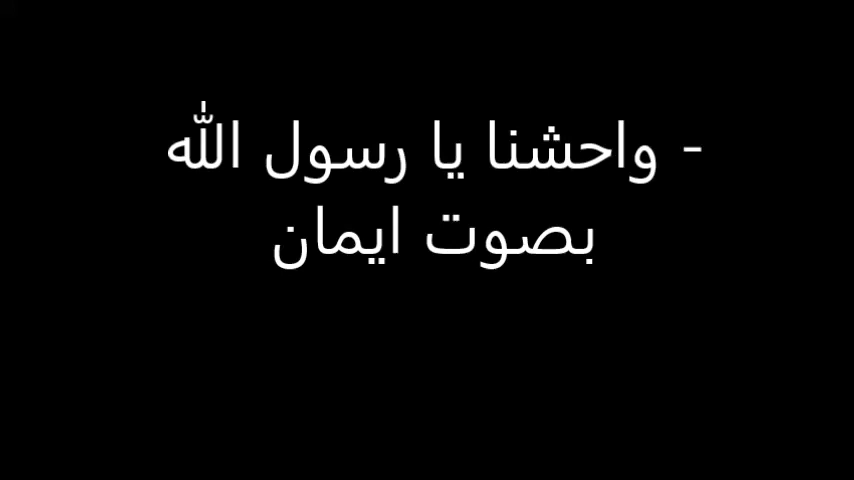 - واحشنا يا رسول الله
بصوت ايمان